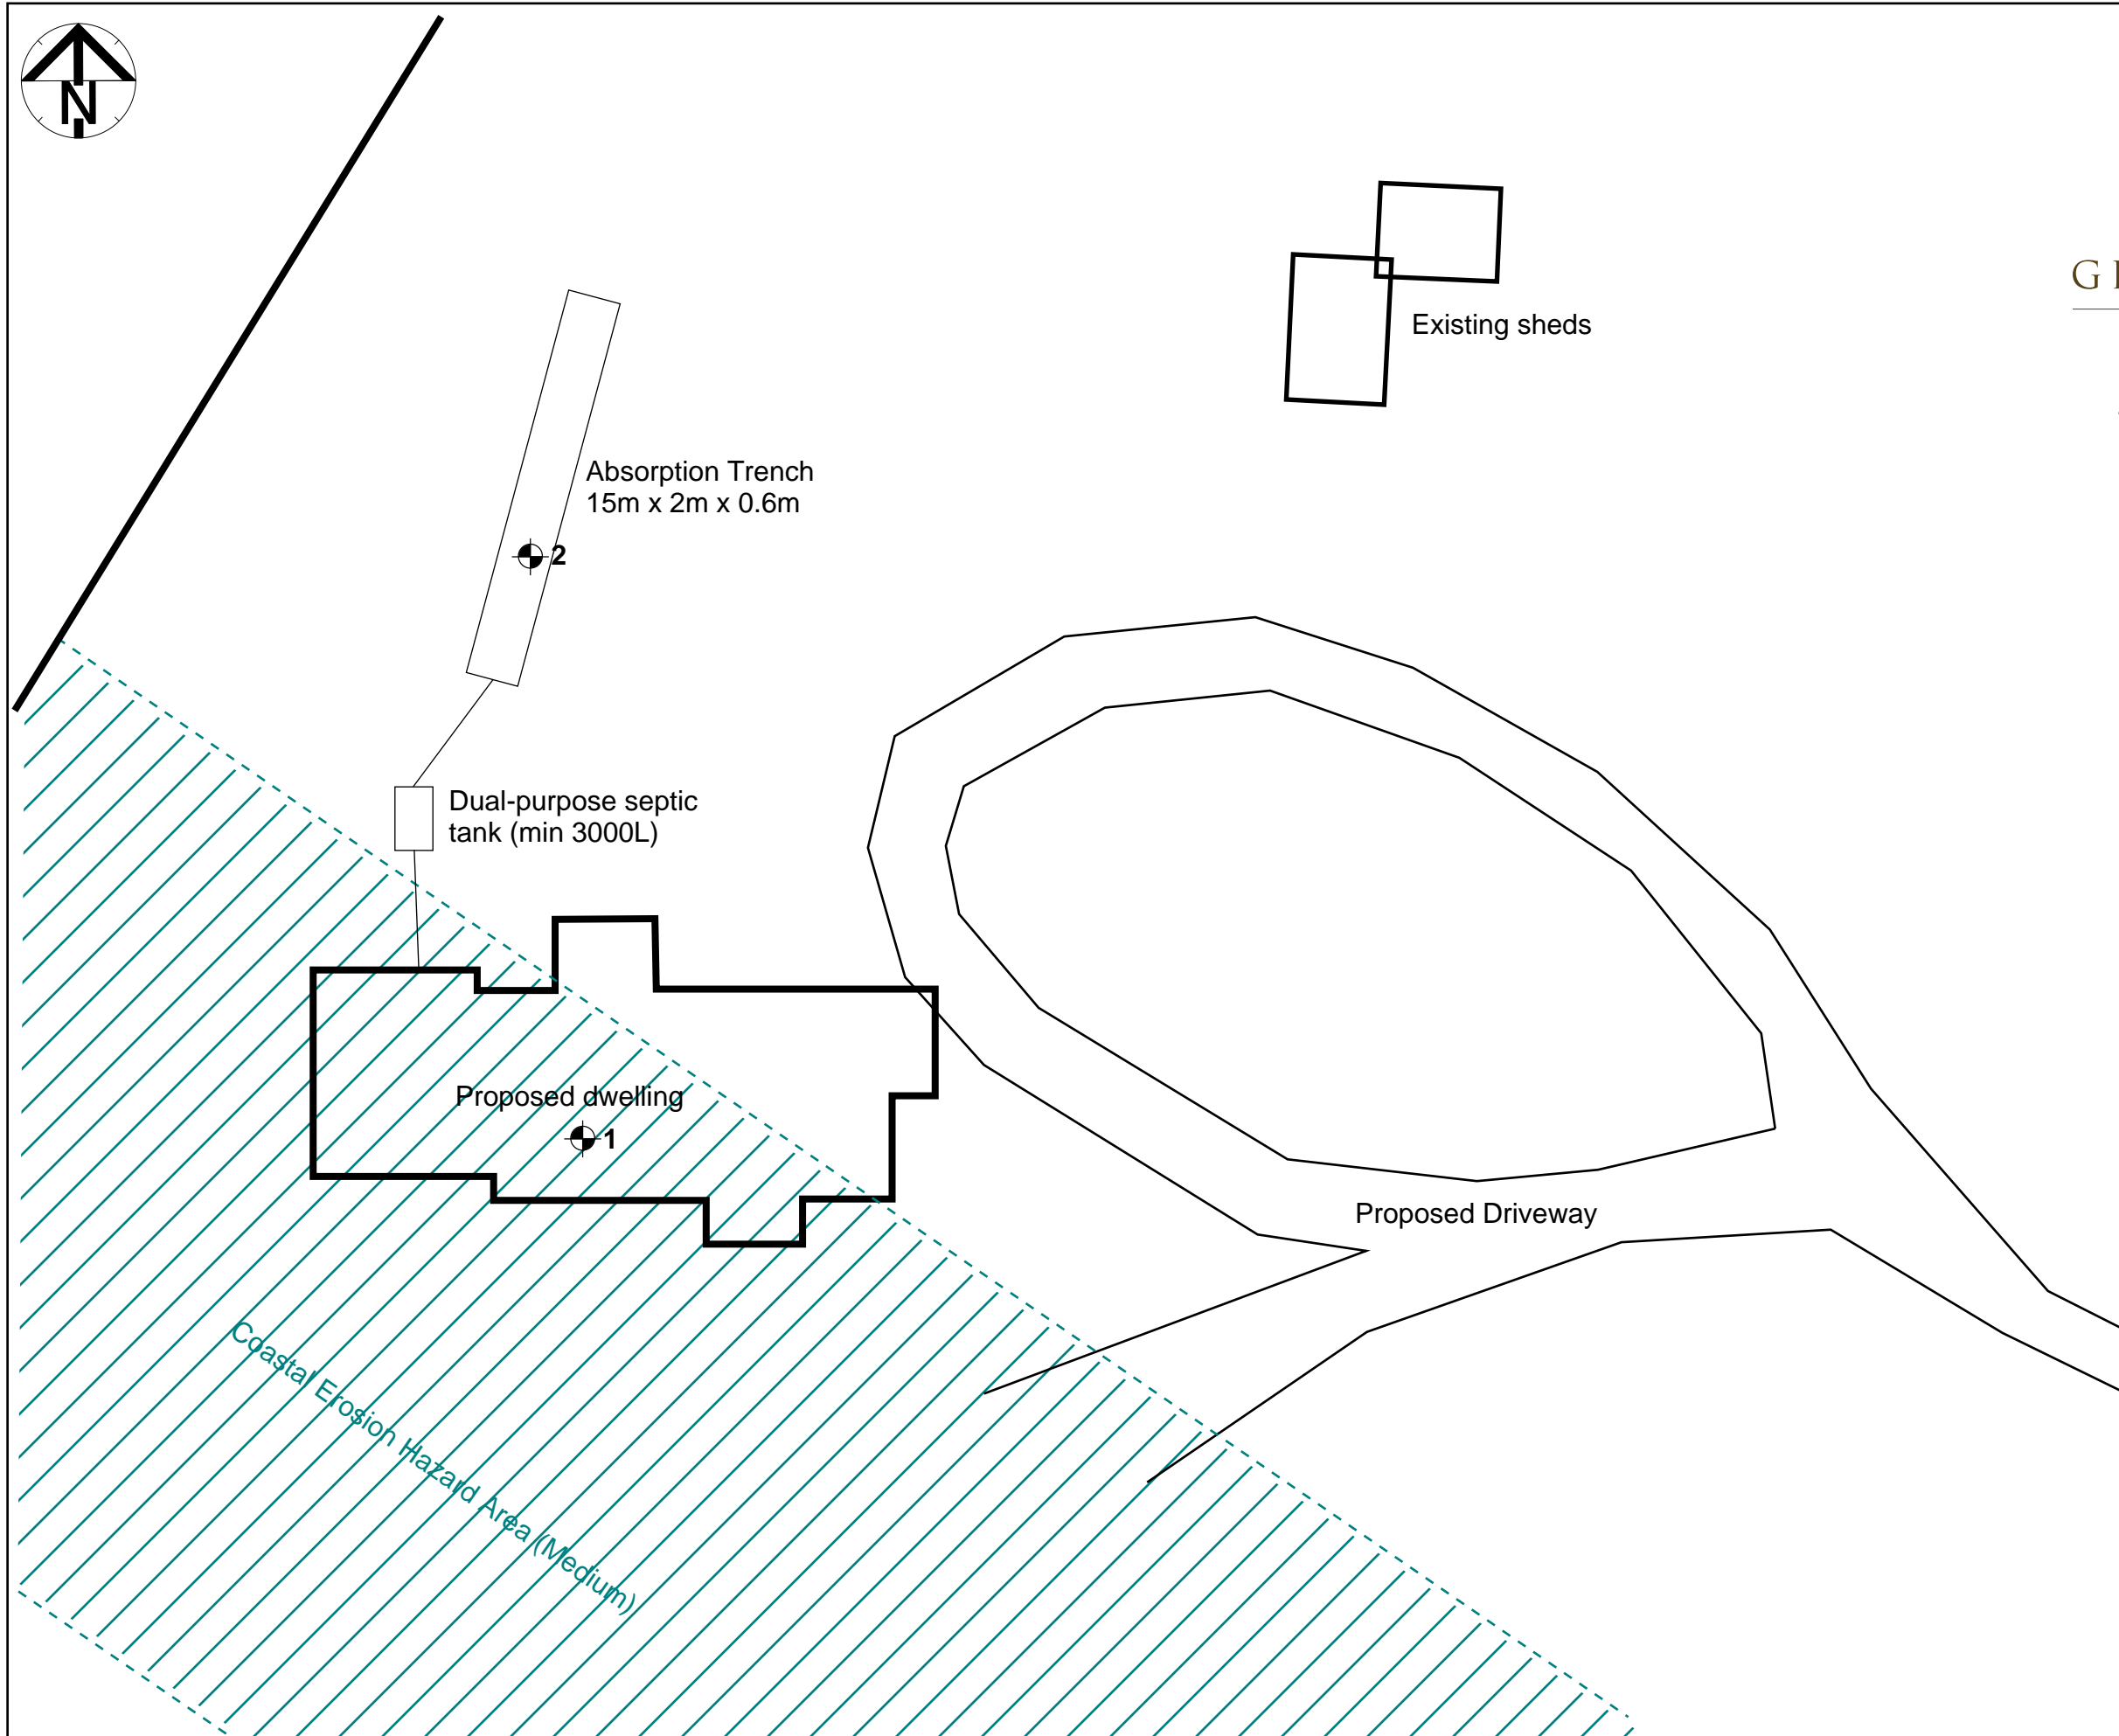 N
Existing sheds
G
Absorption Trench
15m x 2m x 0.6m
2
Dual-purpose septic
tank (min 3000L)
Proposed dwelling
1
Proposed Driveway
Coastal Erosion Hazard Area (Medium)